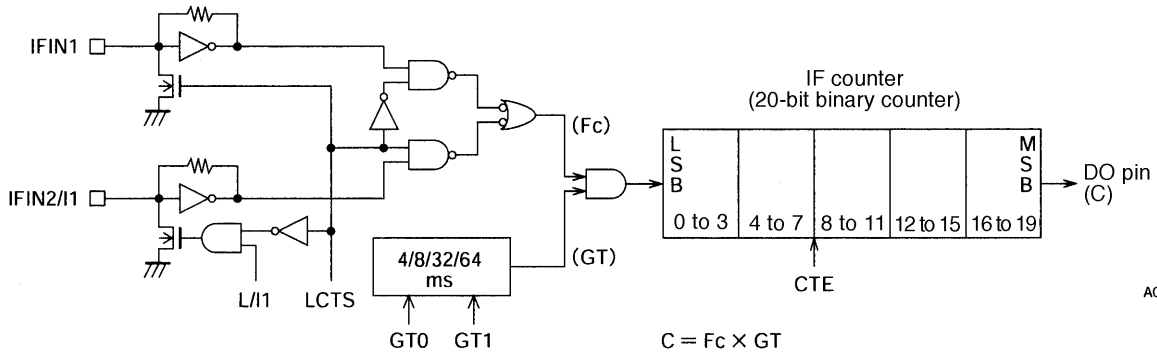 IFIN1
IFIN2/I1
L/I1
LCTS
(Fc)
(GT)
4/8/32/64
ms
GT0
GT1
IF counter
(20-bit binary counter)
LSB
0 to 3
4 to 7
8 to 11
12 to 15
16 to 19
MSB
DO pin
(C)
CTE
C = Fc × GT